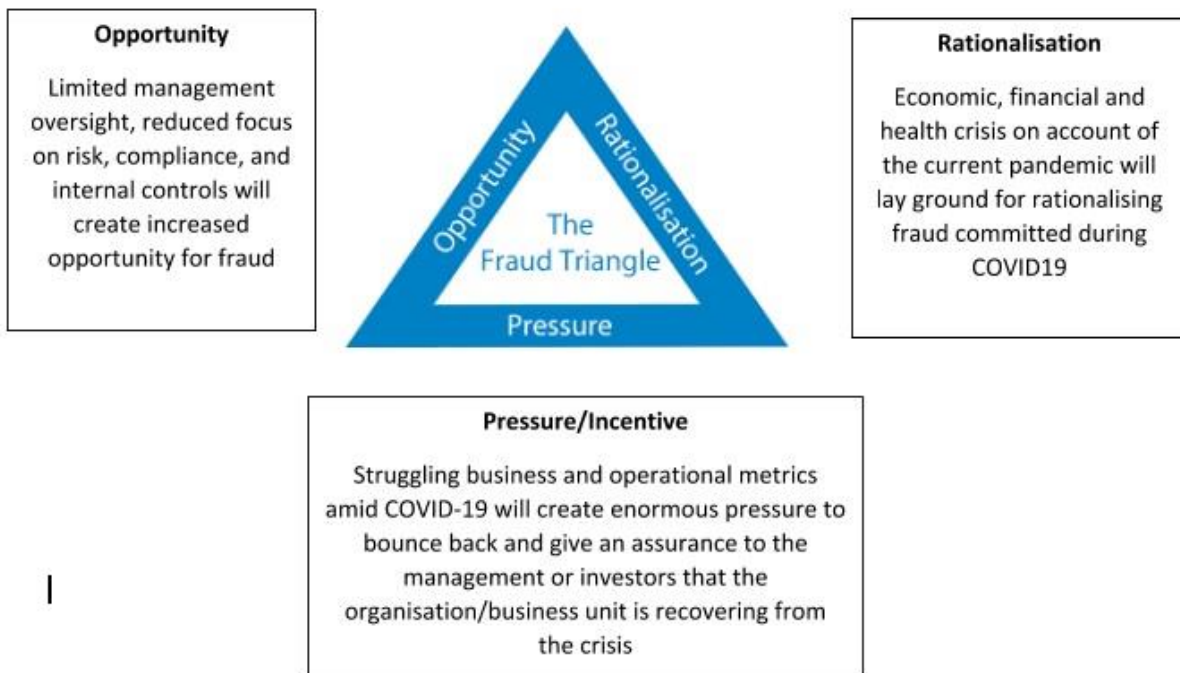 Opportunity
Limited management
oversight, reduced focus
on risk, compliance, and
internal controls will
create increased
opportunity for fraud
Opportunity
Rationalisation
The
Fraud Triangle
Pressure
Rationalisation
Economic, financial and
health crisis on account of
the current pandemic will
lay ground for rationalising
fraud committed during
COVID19
Pressure/Incentive
Struggling business and operational metrics
amid COVID-19 will create enormous pressure to
bounce back and give an assurance to the
management or investors that the
organisation/business unit is recovering from
the crisis